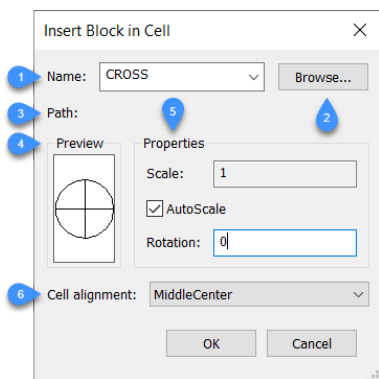 Insert Block in Cell
1 Name: CROSS Browse...
3 Path: 5 2
4 Preview Properties
Scale: 1
AutoScale
Rotation: 0
6 Cell alignment: MiddleCenter
OK Cancel